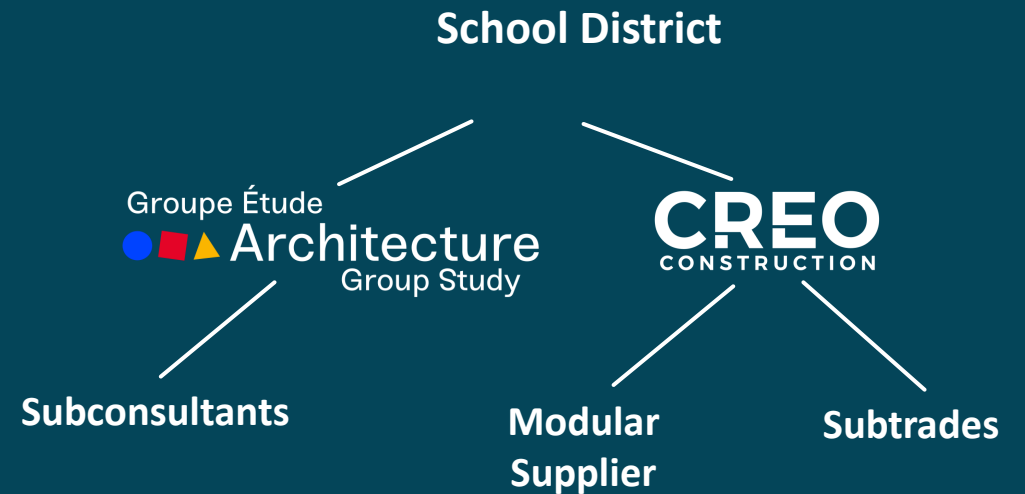 School District
Groupe Étude
Architecture
Group Study
CREO
CONSTRUCTION
Subconsultants
Modular
Supplier
Subtrades